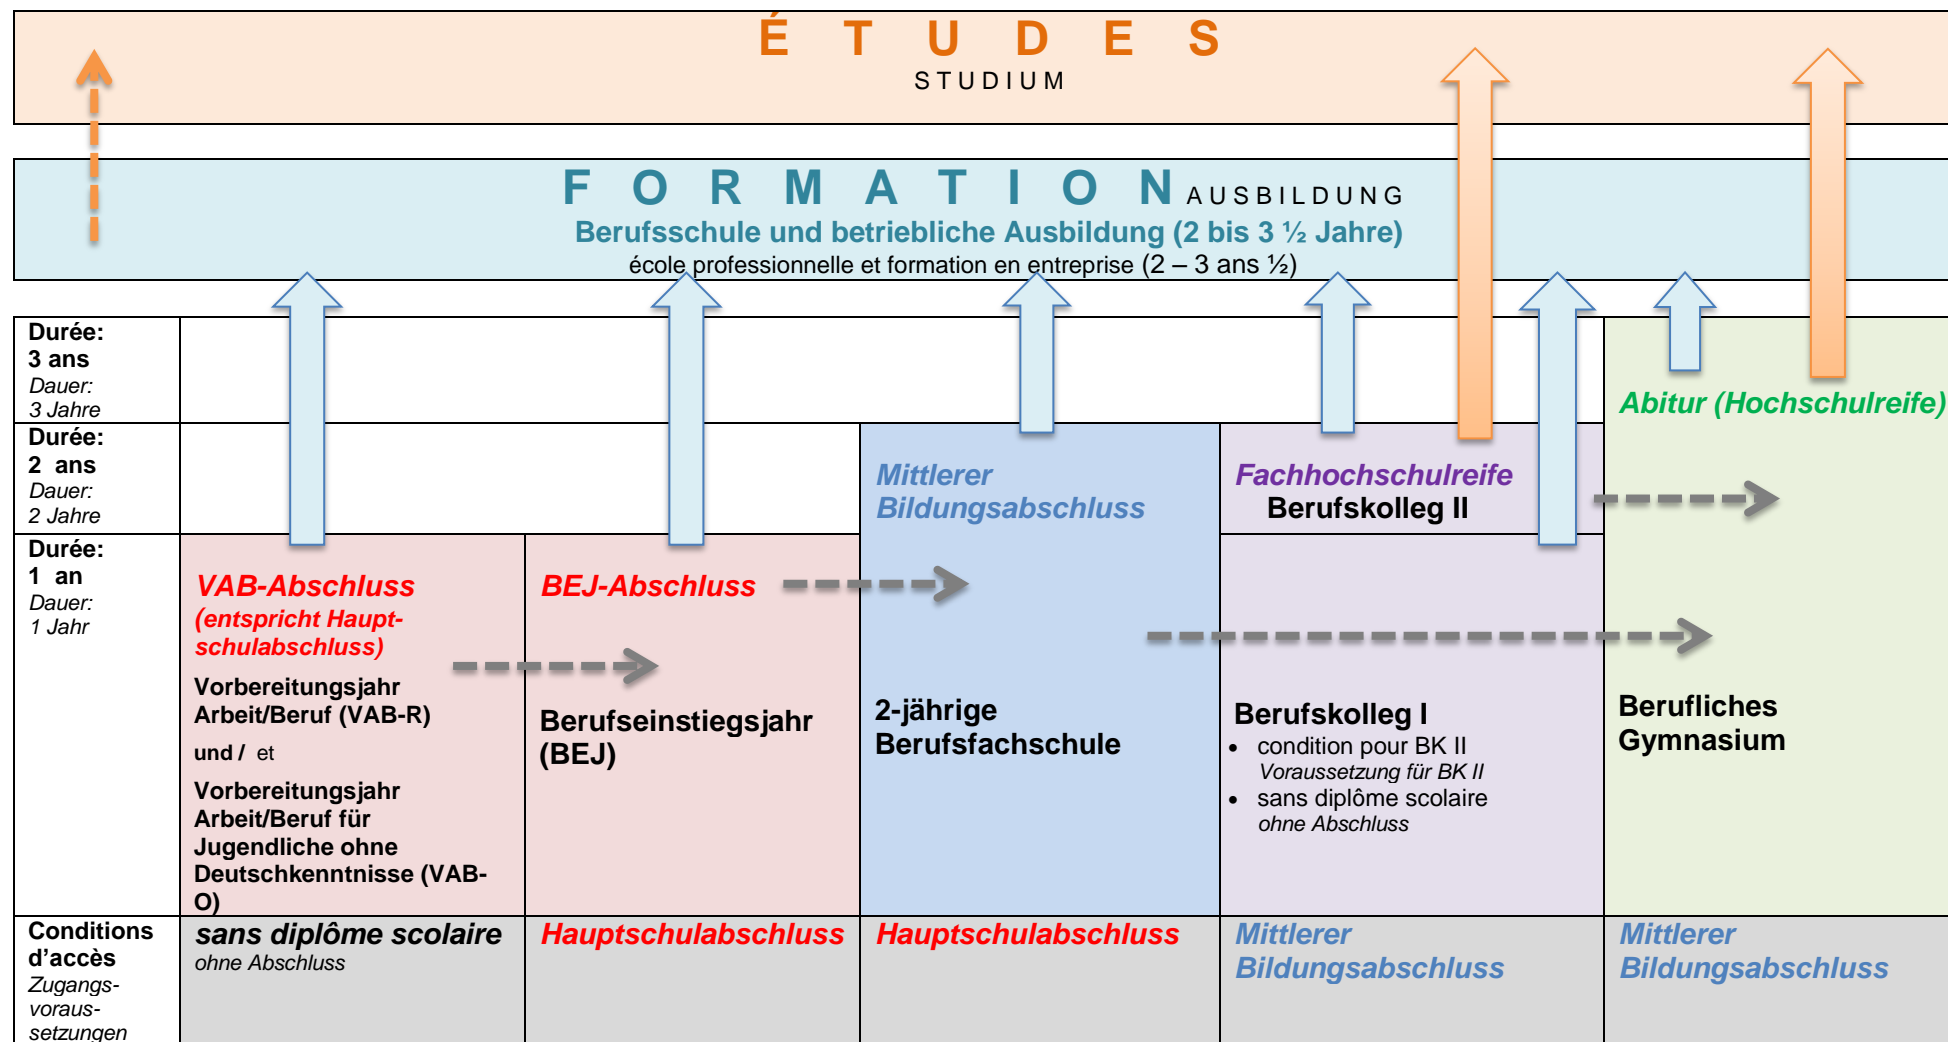 É T U D E S
STUDIUM
F O R M A T I O N AUSBILDUNG
Berufsschule und betriebliche Ausbildung (2 bis 3 ½ Jahre)
école professionnelle et formation en entreprise (2 – 3 ans ½)
Durée:
3 ans
Dauer:
3 Jahre
Abitur (Hochschulreife)
Durée:
2 ans
Dauer:
2 Jahre
Mittlerer
Bildungsabschluss
Fachhochschulreife
Berufskolleg II
Durée:
1 an
Dauer:
1 Jahr
VAB-Abschluss
(entspricht Haupt-
schulabschluss)
Vorbereitungsjahr
Arbeit/Beruf (VAB-R)
und / et
Vorbereitungsjahr
Arbeit/Beruf für
Jugendliche ohne
Deutschkenntnisse (VAB-
O)
BEJ-Abschluss
Berufseinstiegsjahr
(BEJ)
2-jährige
Berufsfachschule
Berufskolleg I
• condition pour BK II
Voraussetzung für BK II
• sans diplôme scolaire
ohne Abschluss
Berufliches
Gymnasium
Conditions
d'accès
Zugangs-
voraus-
setzungen
sans diplôme scolaire
ohne Abschluss
Hauptschulabschluss
Hauptschulabschluss
Mittlerer
Bildungsabschluss
Mittlerer
Bildungsabschluss